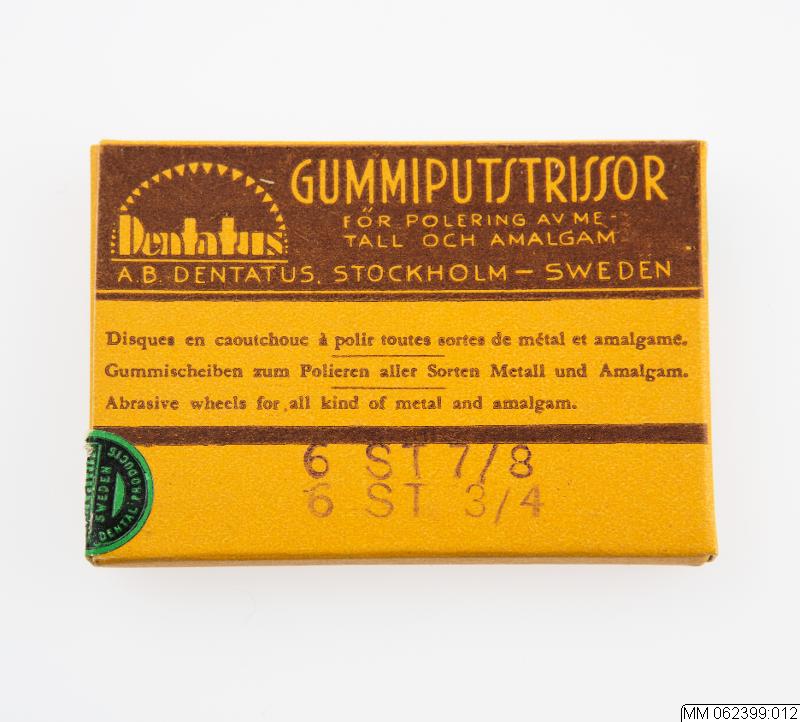 GUMMIPUTSTRISSOR
FÖR POLERING AV ME-
TALL OCH AMALGAM
Dentatus
A.B. DENTATUS, STOCKHOLM — SWEDEN
Disques en caoutchouc à polir toutes sortes de métal et amalgame.
Gummischeiben zum Polieren aller Sorten Metall und Amalgam.
Abrasive wheels for all kind of metal and amalgam.
6 ST 7/8
6 ST 3/4
SWEDEN
DENTAL PRODUCTS
MM 062399:012